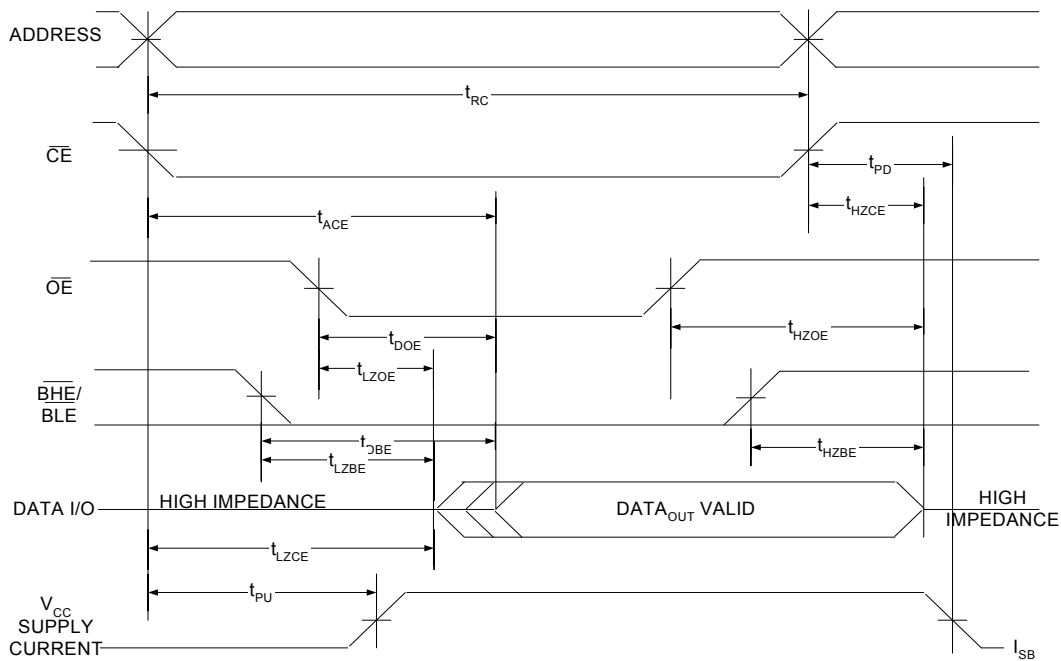 ADDRESS
tRC
CE
tPD
tHZCE
tACE
OE
tDOE
tHZOE
tLZOE
BHE/
BLE
tDBE
tHZBE
tLZBE
DATA I/O
HIGH IMPEDANCE
DATAOUT VALID
HIGH
IMPEDANCE
tLZCE
tPU
VCC
SUPPLY
CURRENT
ISB